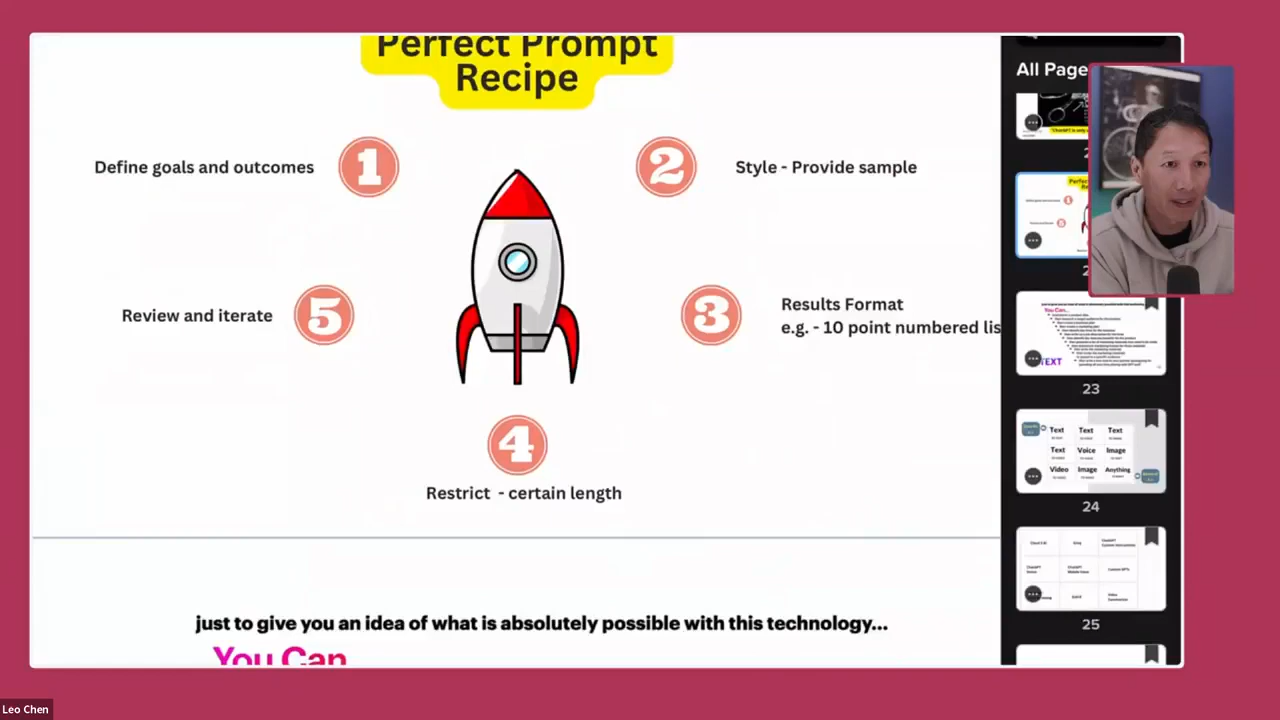 Perfect Prompt
Recipe
Define goals and outcomes
1
2
Style - Provide sample
Review and iterate
5
3
Results Format
e.g. - 10 point numbered lis
4
Restrict - certain length
just to give you an idea of what is absolutely possible with this technology...
You Can
All Page
23
You Can...
TEXT
24
Text
Text
Text
Text
Voice
Image
Video
Image
Anything
25
Leo Chen